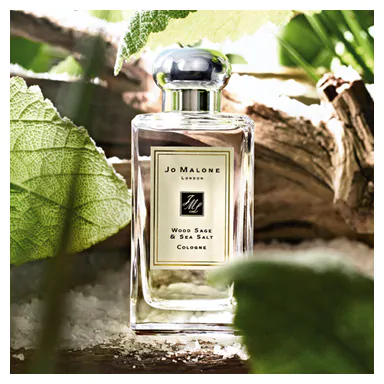 JO MALONE
LONDON
WOOD SAGE
& SEA SALT
COLOGNE